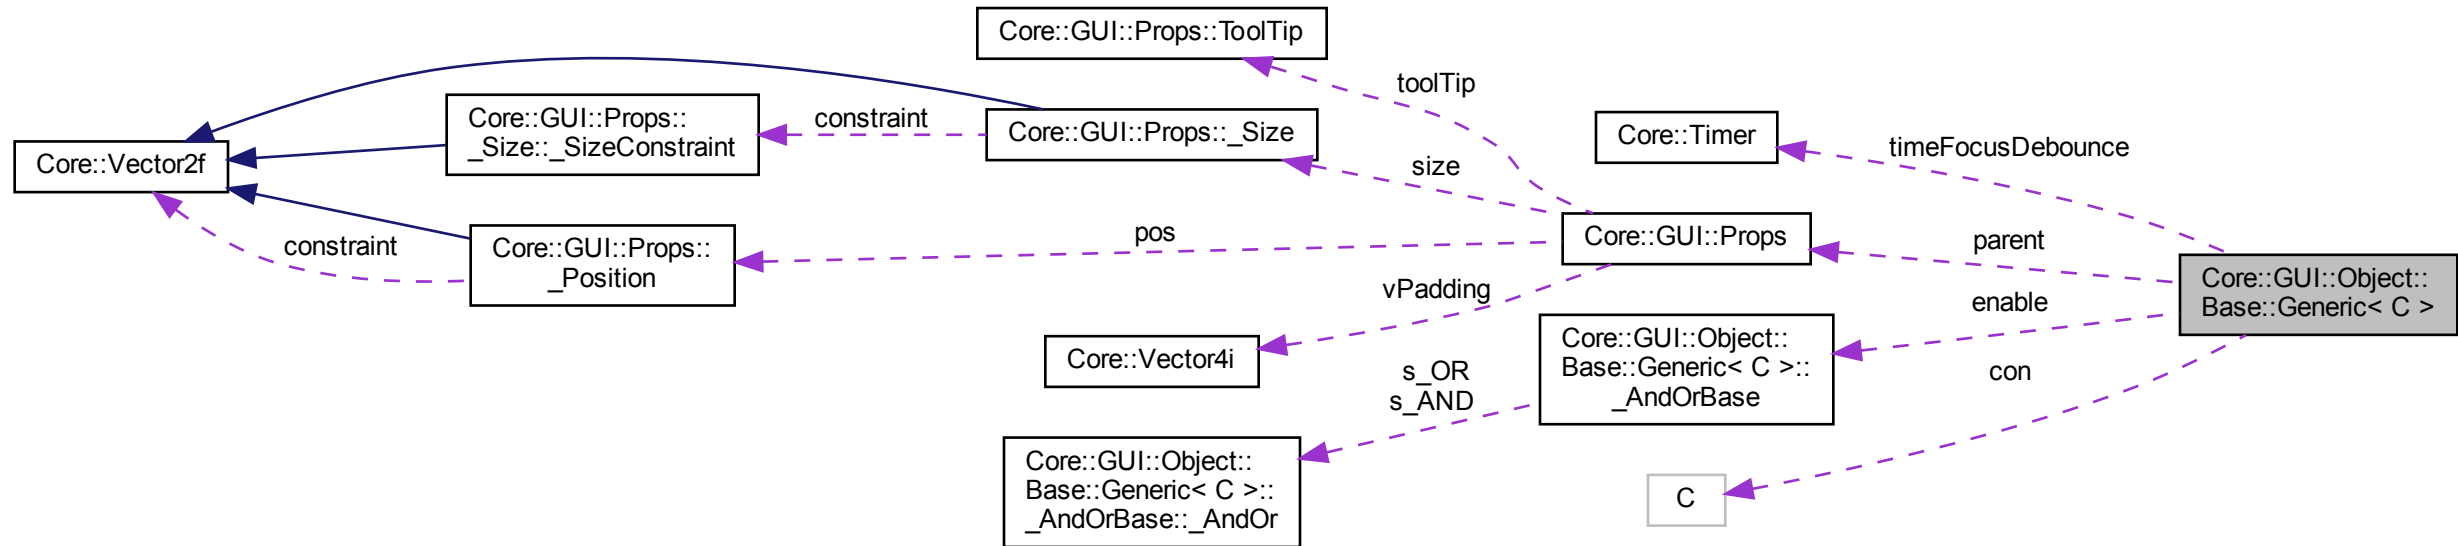 Core::GUI::Props::ToolTip
toolTip
Core::GUI::Props::
_Size::_SizeConstraint
constraint
Core::GUI::Props::_Size
Core::Timer
timeFocusDebounce
Core::Vector2f
size
constraint
Core::GUI::Props::
_Position
pos
Core::GUI::Props
parent
Core::GUI::Object::
Base::Generic< C >
vPadding
enable
Core::Vector4i
s_OR
s_AND
Core::GUI::Object::
Base::Generic< C >::
_AndOrBase
con
Core::GUI::Object::
Base::Generic< C >::
_AndOrBase::_AndOr
C